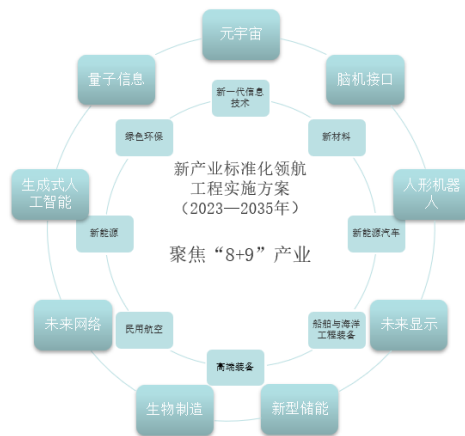 元宇宙
量子信息
脑机接口
新一代信息
技术
绿色环保
新材料
新产业标准化领航
工程实施方案
（2023—2035年）
生成式人
工智能
人形机器
人
新能源
新能源汽车
聚焦“8+9”产业
未来网络
民用航空
船舶与海洋
工程装备
未来显示
高端装备
生物制造
新型储能